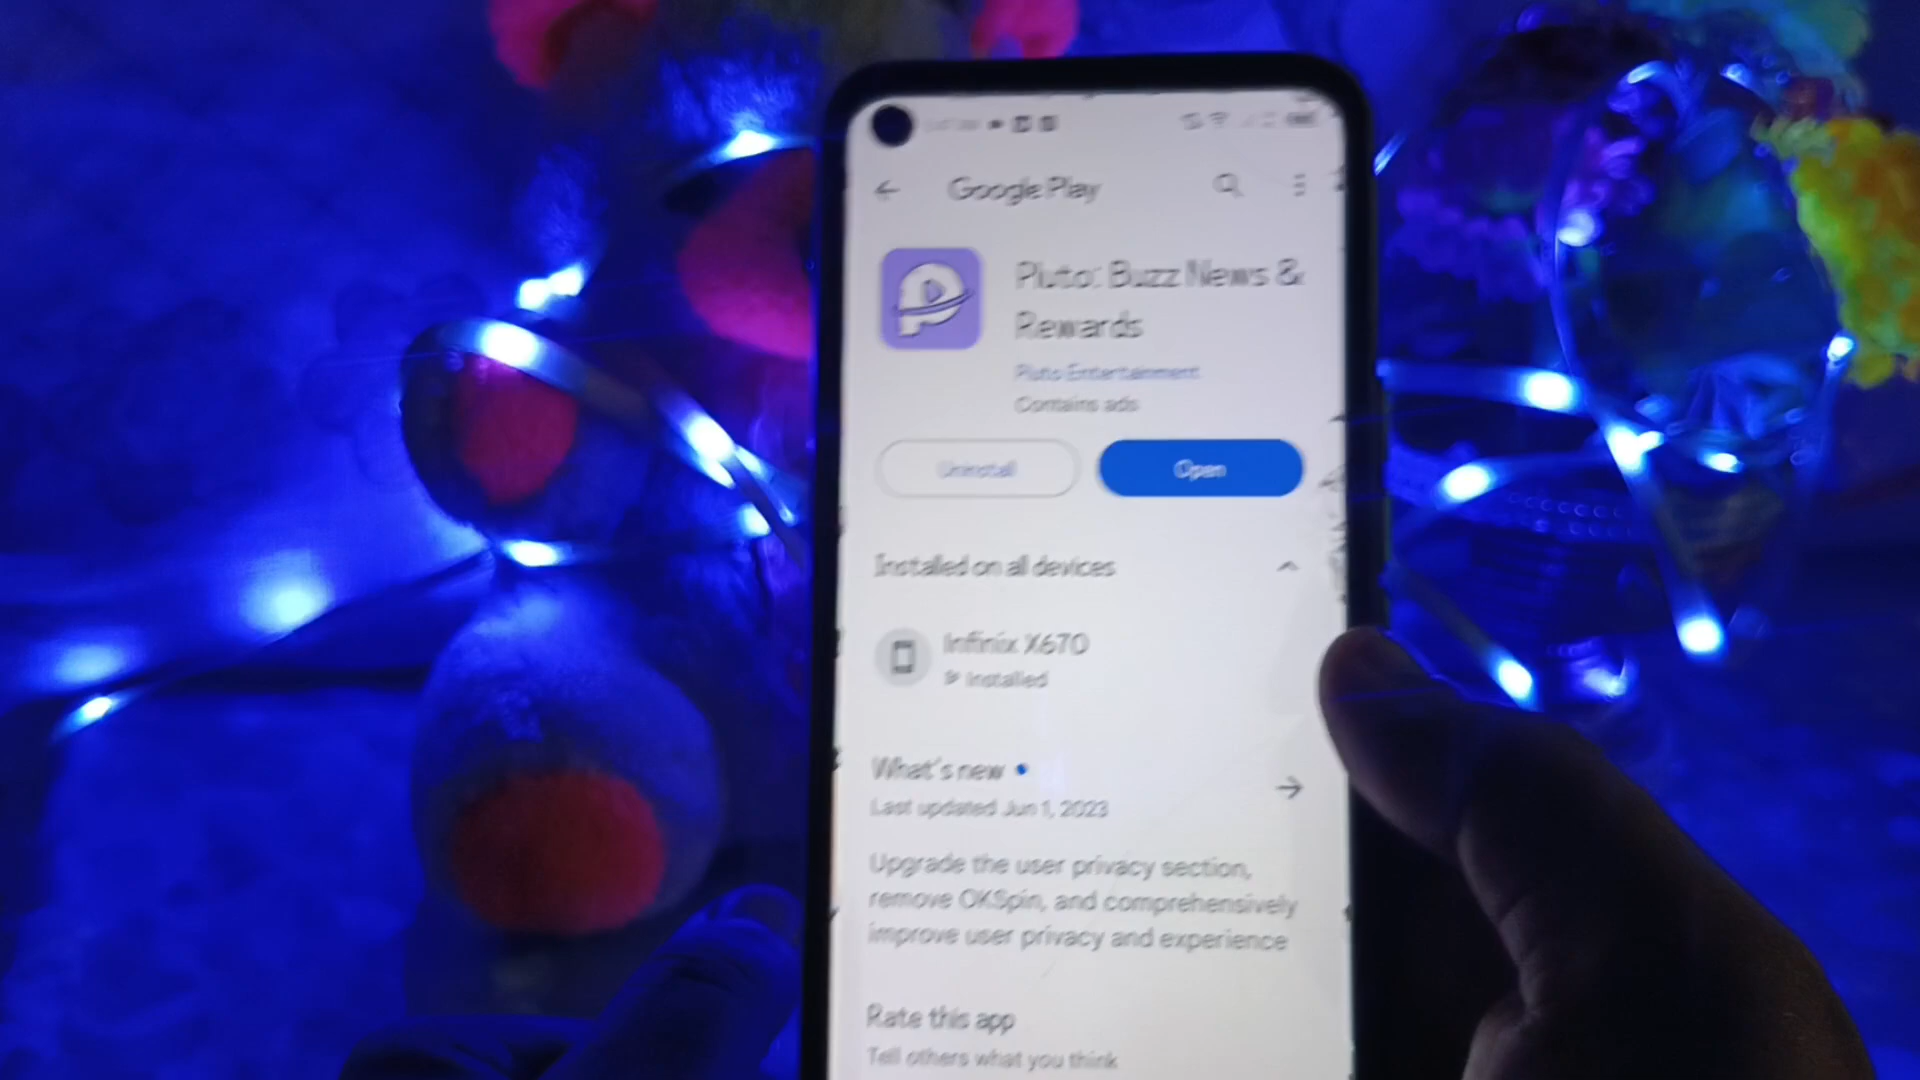 Google Play
Pluto: Buzz News &
Rewards
Pluto Entertainment
Contains ads
Uninstall
Open
Installed on all devices
Infinix X670
Installed
What's new
Last updated Jun 1, 2023
Upgrade the user privacy section,
remove OKSpin, and comprehensively
improve user privacy and experience
Rate this app
Tell others what you think